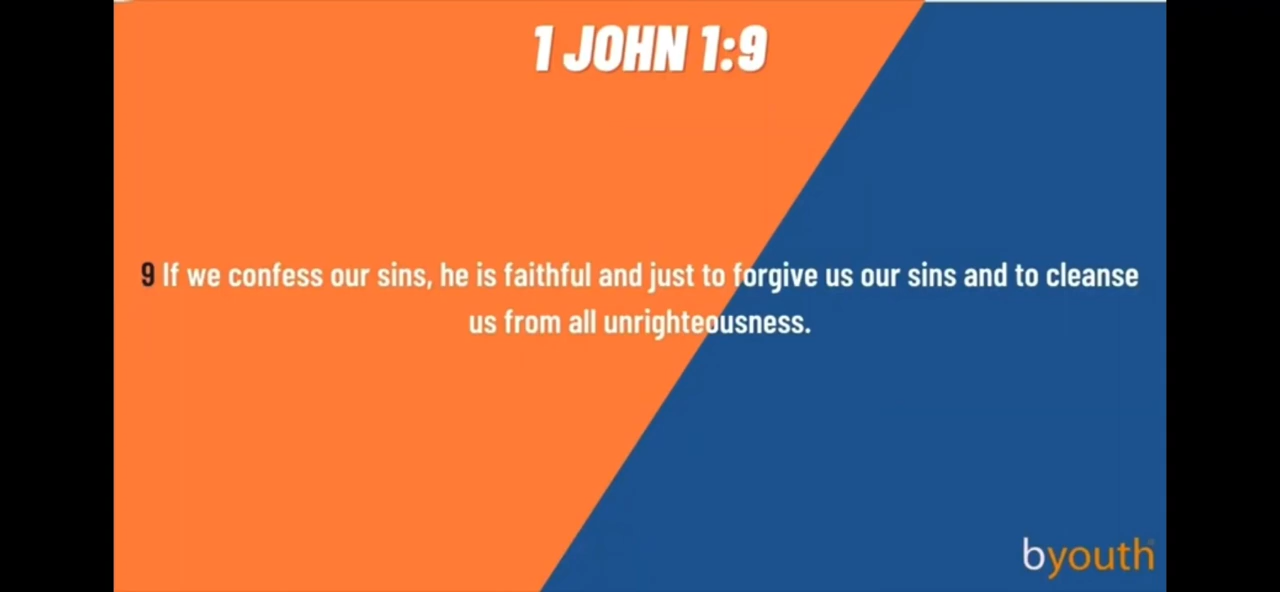 1 JOHN 1:9
9 If we confess our sins, he is faithful and just to forgive us our sins and to cleanse
us from all unrighteousness.
byouth